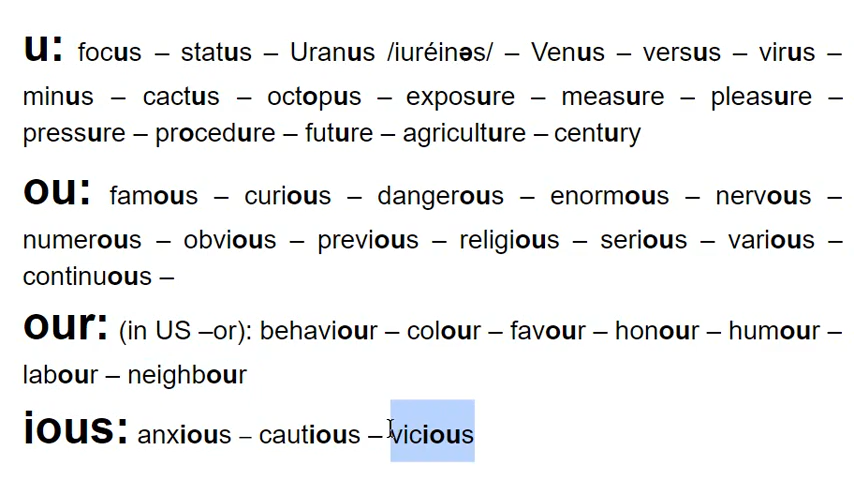 u: focus – status – Uranus /iuréinəs/ – Venus – versus – virus –
minus – cactus – octopus – exposure – measure – pleasure –
pressure – procedure – future – agriculture – century
ou: famous – curious – dangerous – enormous – nervous –
numerous – obvious – previous – religious – serious – various –
continuous –
our: (in US –or): behaviour – colour – favour – honour – humour –
labour – neighbour
ious: anxious – cautious – vicious